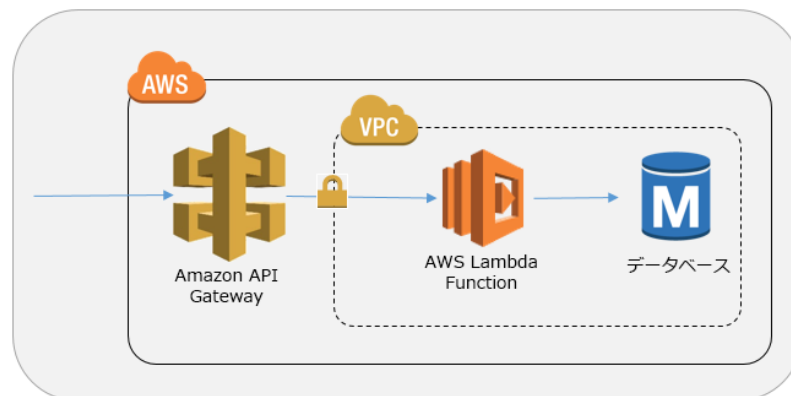 AWS
VPC
M
Amazon API
Gateway
AWS Lambda
Function
データベース